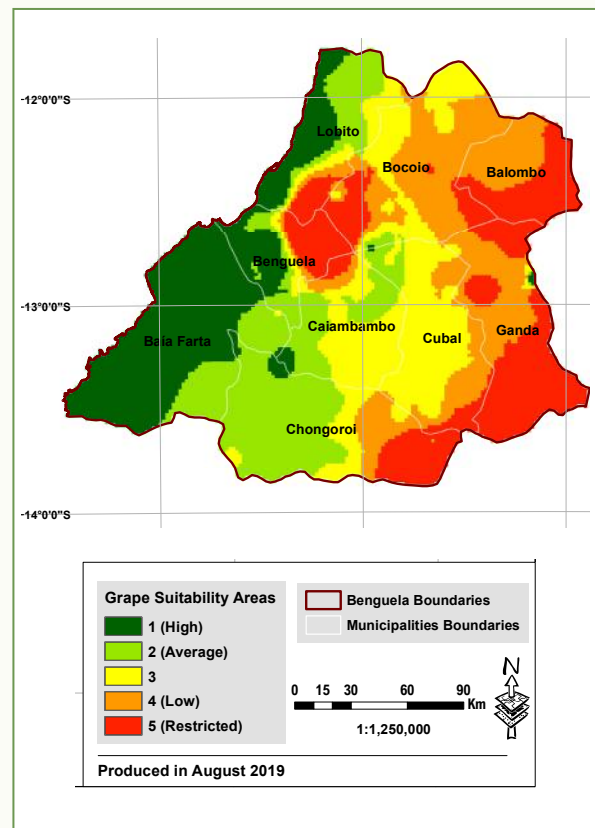 -12°0'0"S
Lobito
Bocoio
Balombo
Benguela
-13°0'0"S
Caiambambo
Cubal
Ganda
Baía Farta
Chongoroi
-14°0'0"S
Grape Suitability Areas
1 (High)
2 (Average)
3
4 (Low)
5 (Restricted)
Benguela Boundaries
Municipalities Boundaries
N
0 15 30 60 90
Km
1:1,250,000
Produced in August 2019